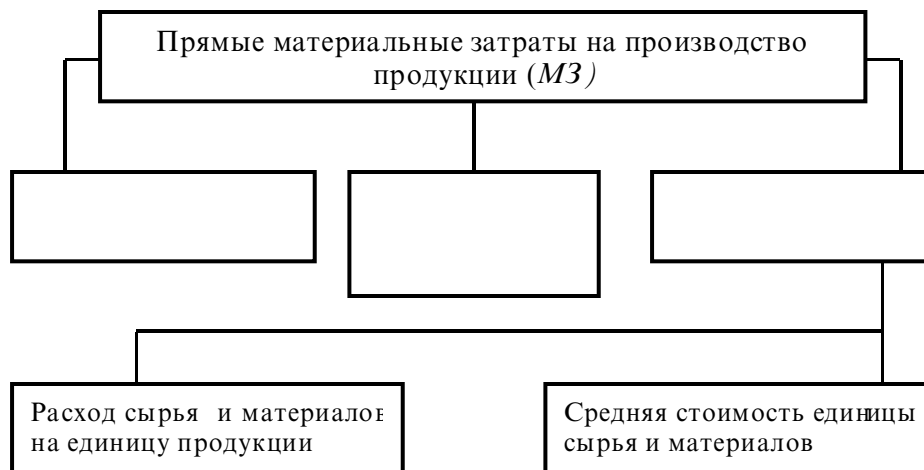 Прямые материальные затраты на производство
продукции (МЗ)
Расход сырья и материалов
на единицу продукции
Средняя стоимость единицы
сырья и материалов